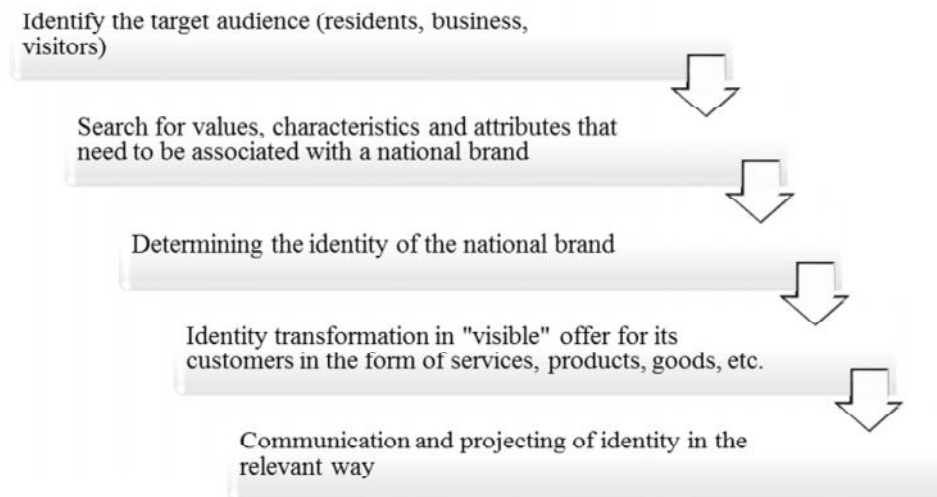 Identify the target audience (residents, business,
visitors)
Search for values, characteristics and attributes that
need to be associated with a national brand
Determining the identity of the national brand
Identity transformation in "visible" offer for its
customers in the form of services, products, goods, etc.
Communication and projecting of identity in the
relevant way